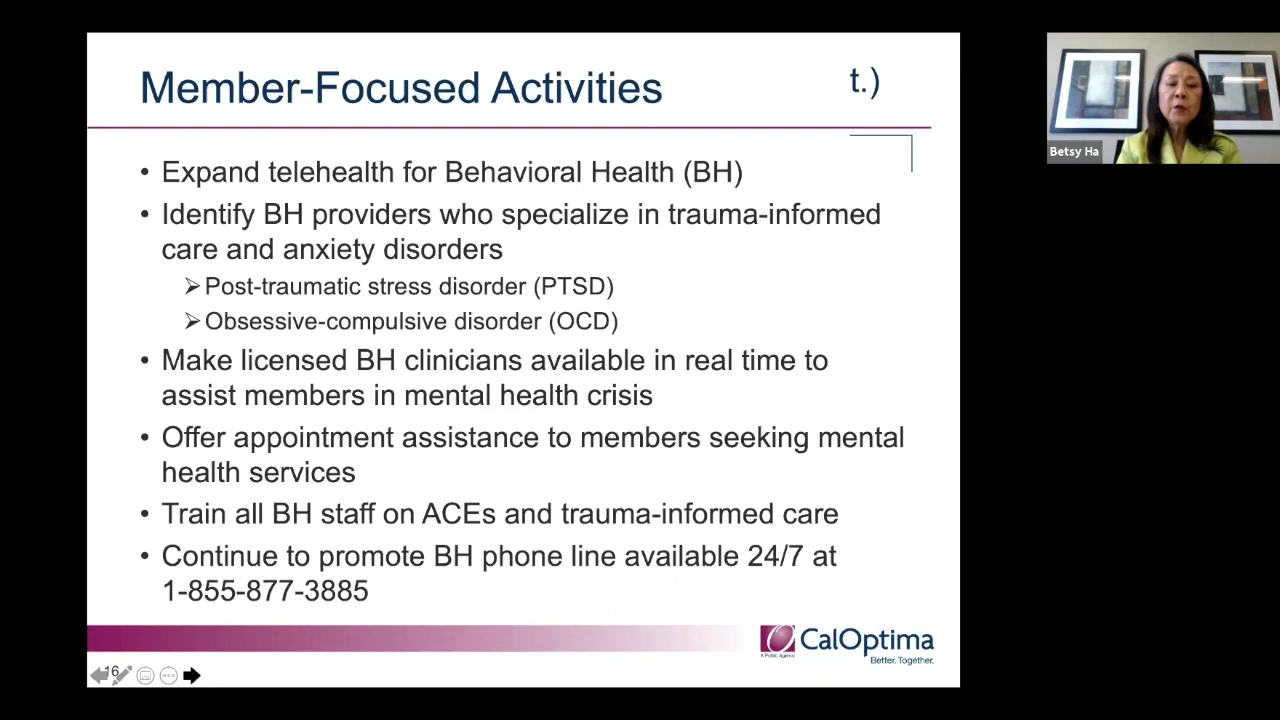 Member-Focused Activities t.)
• Expand telehealth for Behavioral Health (BH)
• Identify BH providers who specialize in trauma-informed
care and anxiety disorders
➢ Post-traumatic stress disorder (PTSD)
➢ Obsessive-compulsive disorder (OCD)
• Make licensed BH clinicians available in real time to
assist members in mental health crisis
• Offer appointment assistance to members seeking mental
health services
• Train all BH staff on ACEs and trauma-informed care
• Continue to promote BH phone line available 24/7 at
1-855-877-3885
CalOptima
A Public Agency
Better. Together.
16
Betsy Ha